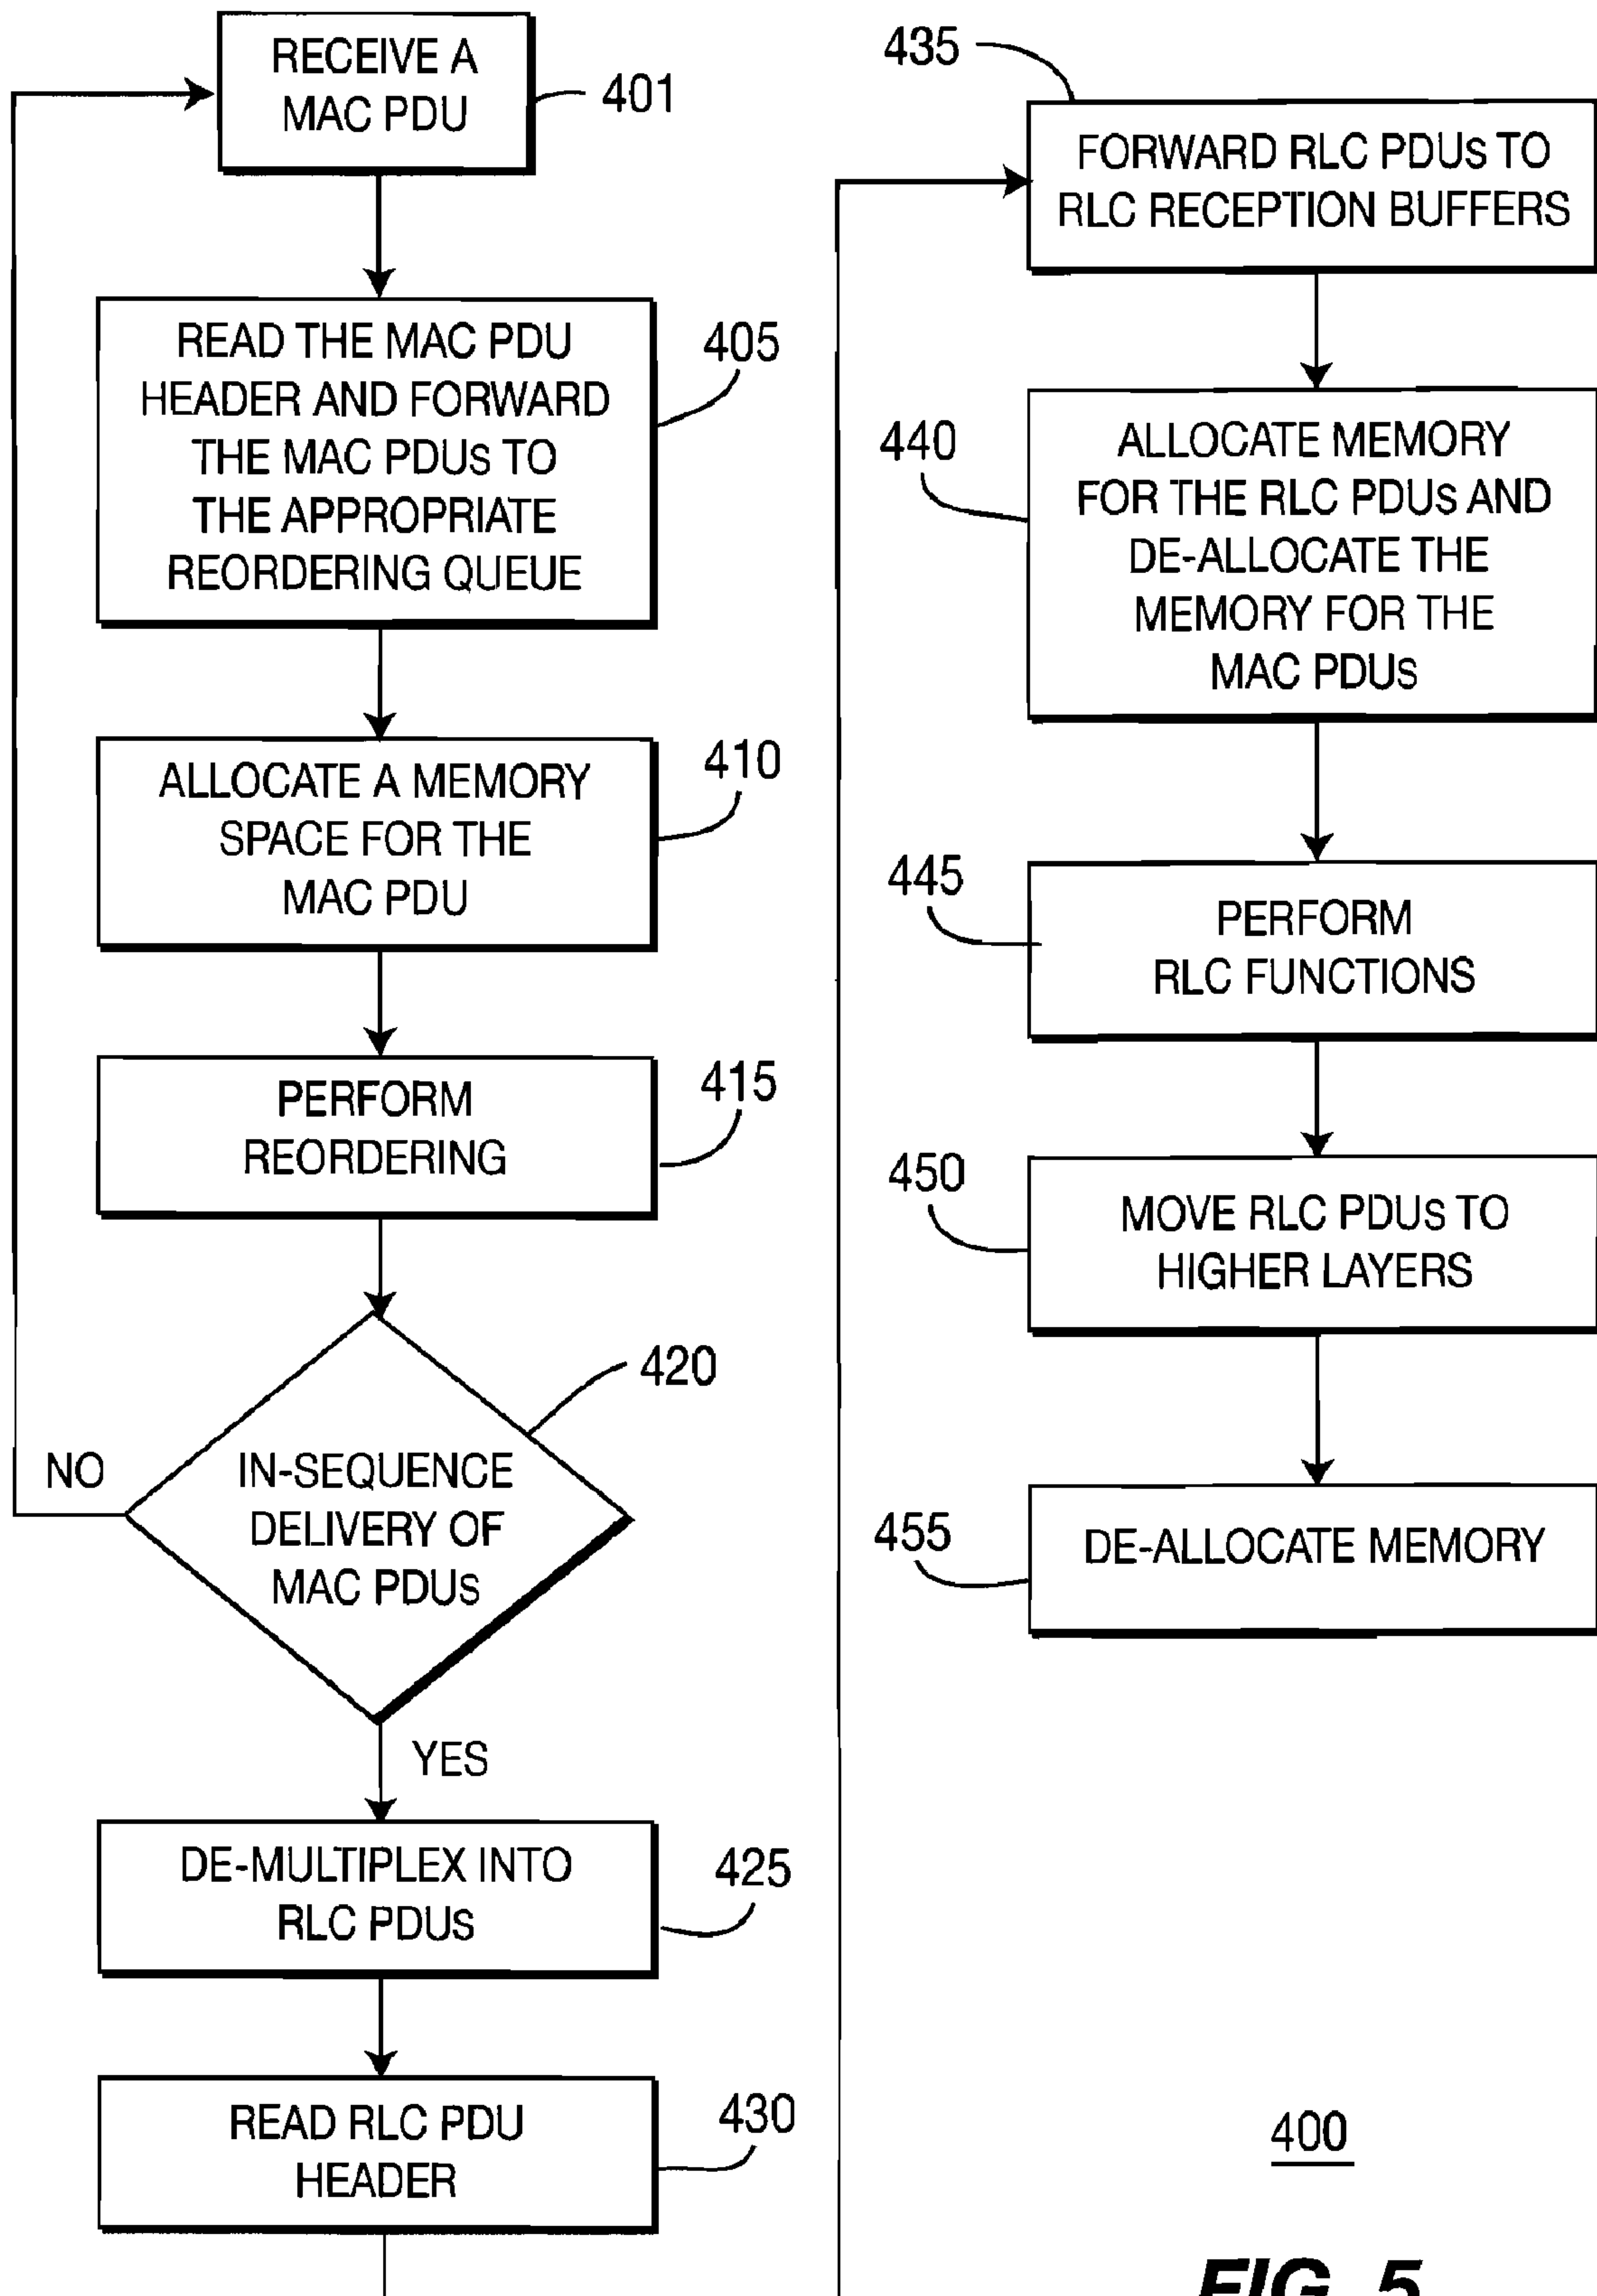 RECEIVE A
MAC PDU
401
READ THE MAC PDU
HEADER AND FORWARD
THE MAC PDUs TO
THE APPROPRIATE
REORDERING QUEUE
405
ALLOCATE A MEMORY
SPACE FOR THE
MAC PDU
410
PERFORM
REORDERING
415
IN-SEQUENCE
DELIVERY OF
MAC PDUs
420
NO
YES
DE-MULTIPLEX INTO
RLC PDUs
425
READ RLC PDU
HEADER
430
435
FORWARD RLC PDUs TO
RLC RECEPTION BUFFERS
440
ALLOCATE MEMORY
FOR THE RLC PDUs AND
DE-ALLOCATE THE
MEMORY FOR THE
MAC PDUs
445
PERFORM
RLC FUNCTIONS
450
MOVE RLC PDUs TO
HIGHER LAYERS
455
DE-ALLOCATE MEMORY
400
FIG. 5